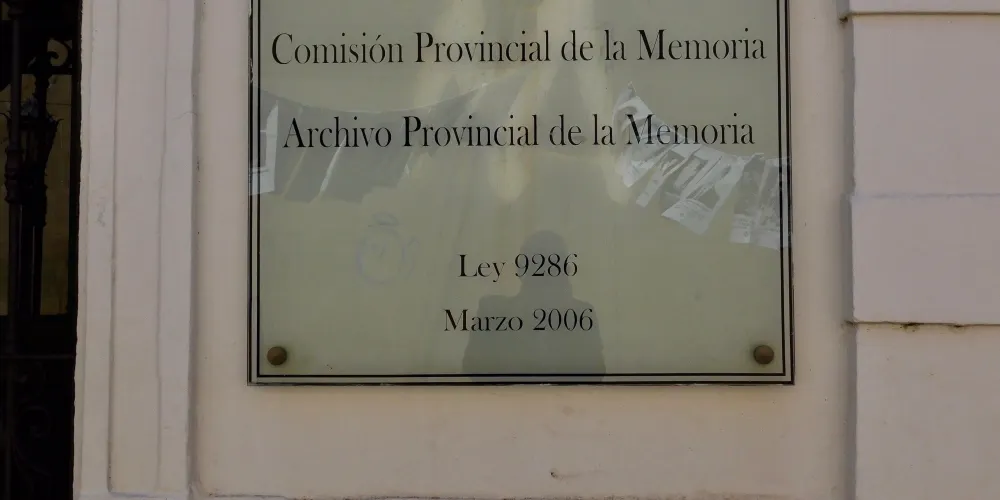 Comisión Provincial de la Memoria
Archivo Provincial de la Memoria
Ley 9286
Marzo 2006